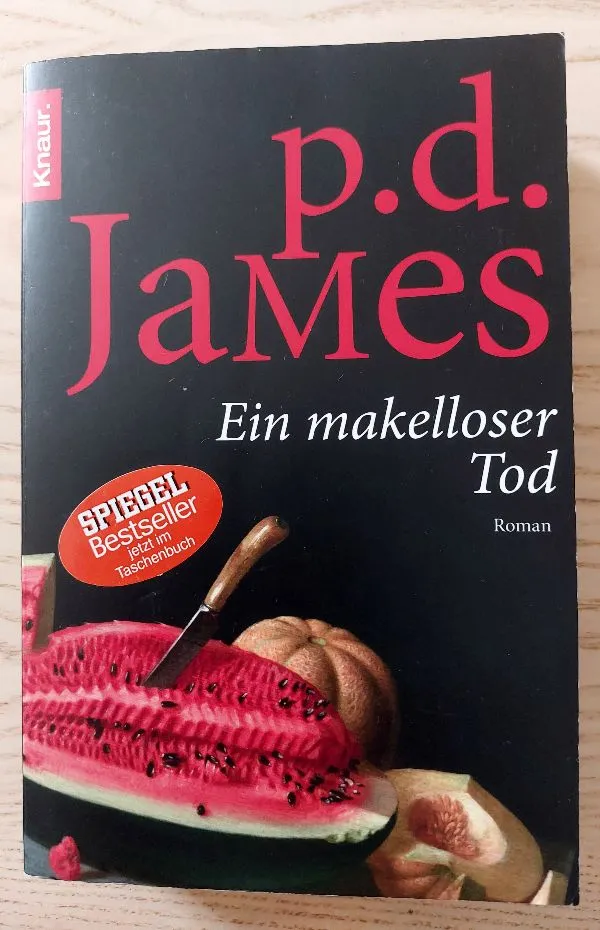 Knaur.
p.d.
James
Ein makelloser
Tod
Roman
SPIEGEL
Bestseller
jetzt im
Taschenbuch